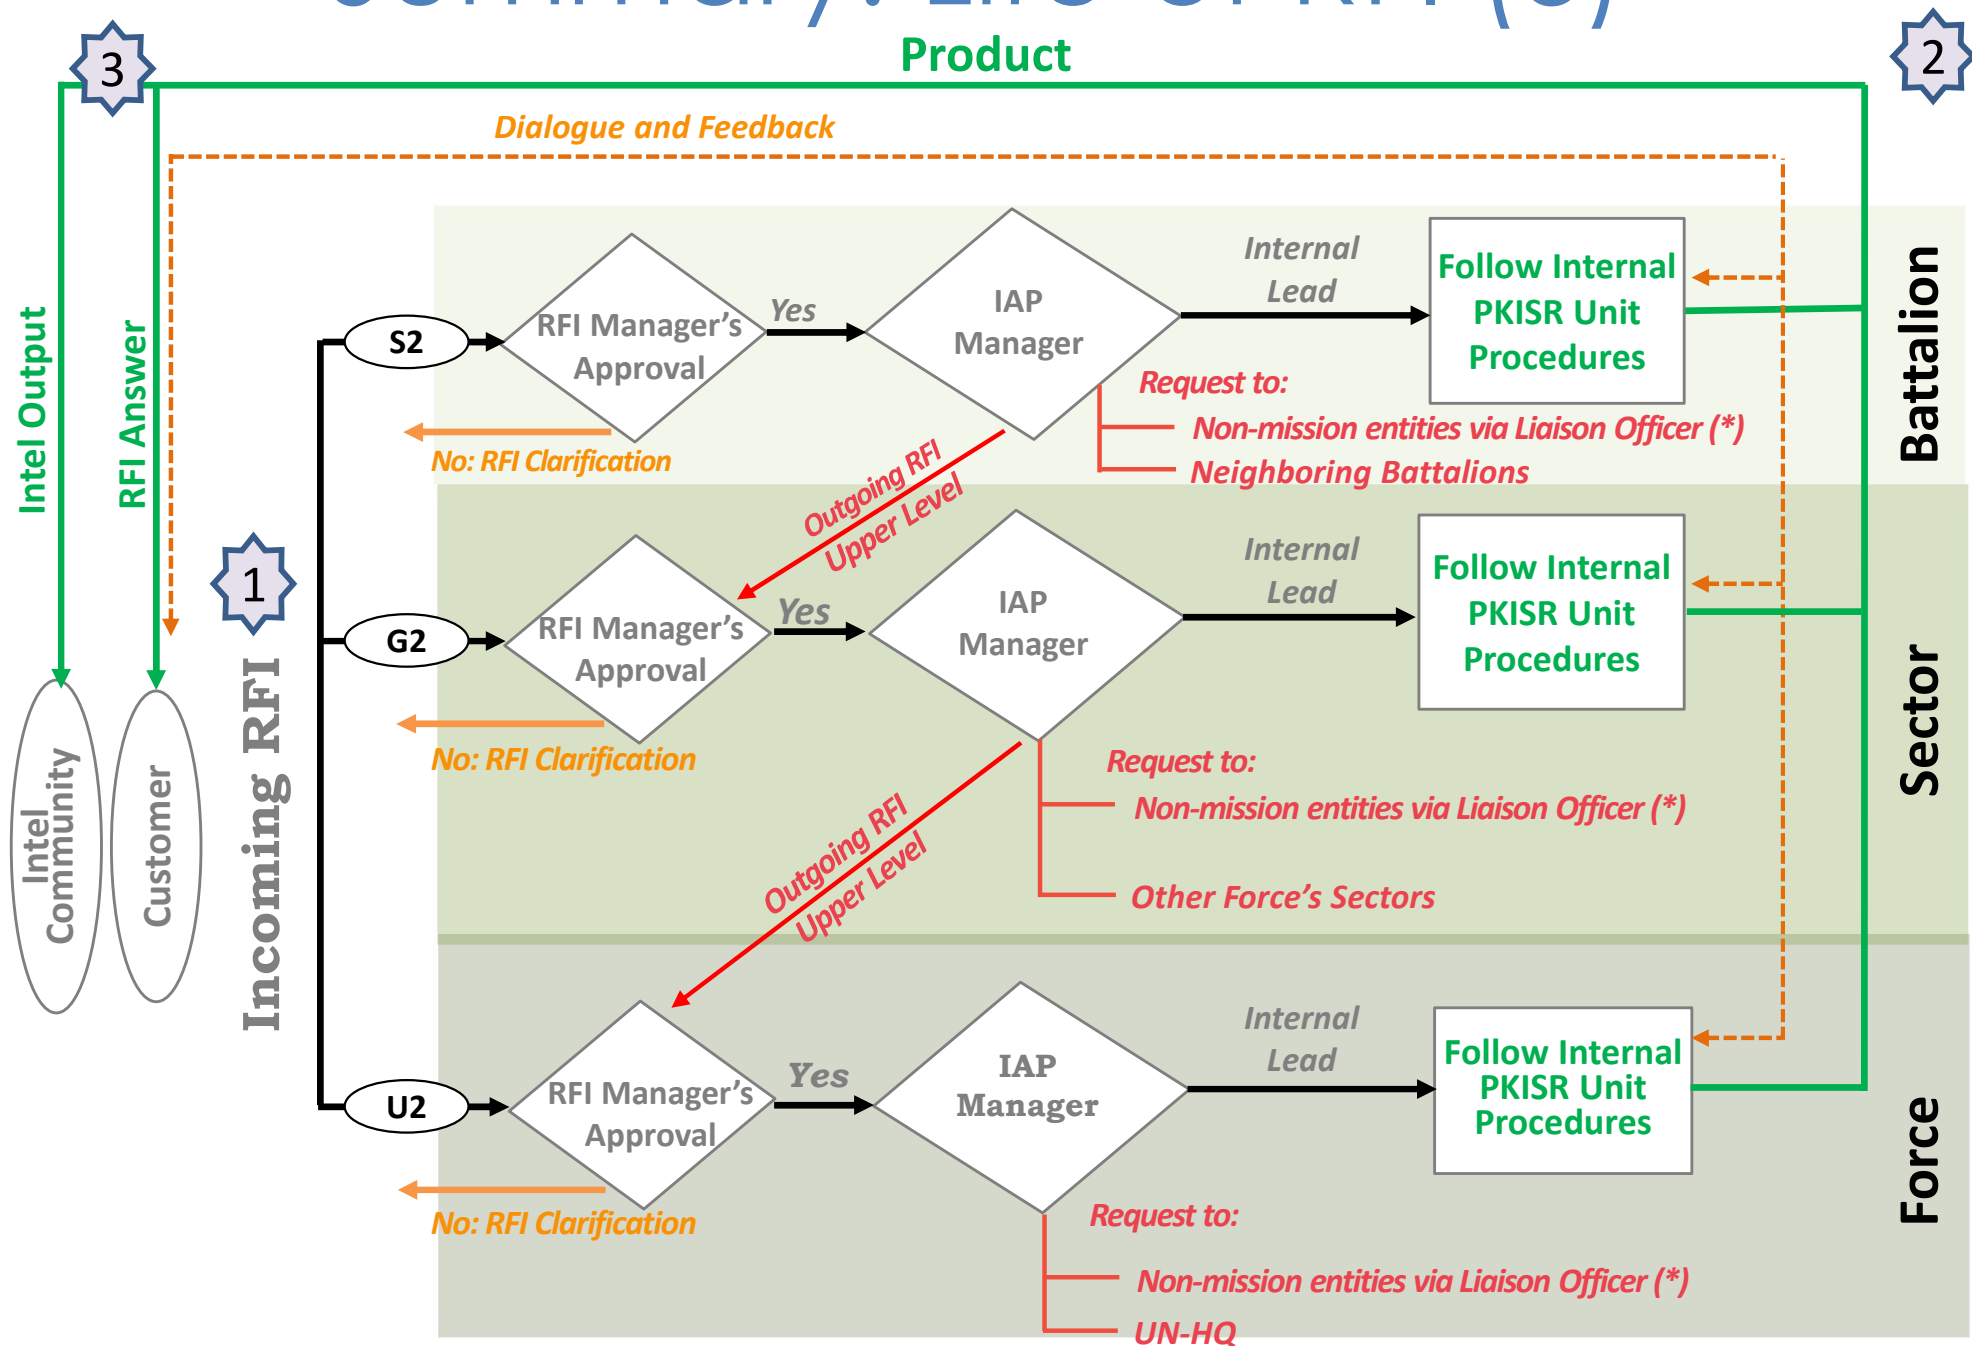 Summary: Life of RFI (3)
3
Product
2
Dialogue and Feedback
Intel Output
RFI Answer
S2
RFI Manager's
Approval
Yes
IAP
Manager
Internal
Lead
Follow Internal
PKISR Unit
Procedures
Battalion
No: RFI Clarification
Request to:
Non-mission entities via Liaison Officer (*)
Neighboring Battalions
Outgoing RFI
Upper Level
1
Incoming RFI
G2
RFI Manager's
Approval
Yes
IAP
Manager
Internal
Lead
Follow Internal
PKISR Unit
Procedures
Sector
No: RFI Clarification
Request to:
Non-mission entities via Liaison Officer (*)
Other Force's Sectors
Outgoing RFI
Upper Level
Intel
Community
Customer
U2
RFI Manager's
Approval
Yes
IAP
Manager
Internal
Lead
Follow Internal
PKISR Unit
Procedures
Force
No: RFI Clarification
Request to:
Non-mission entities via Liaison Officer (*)
UN-HQ